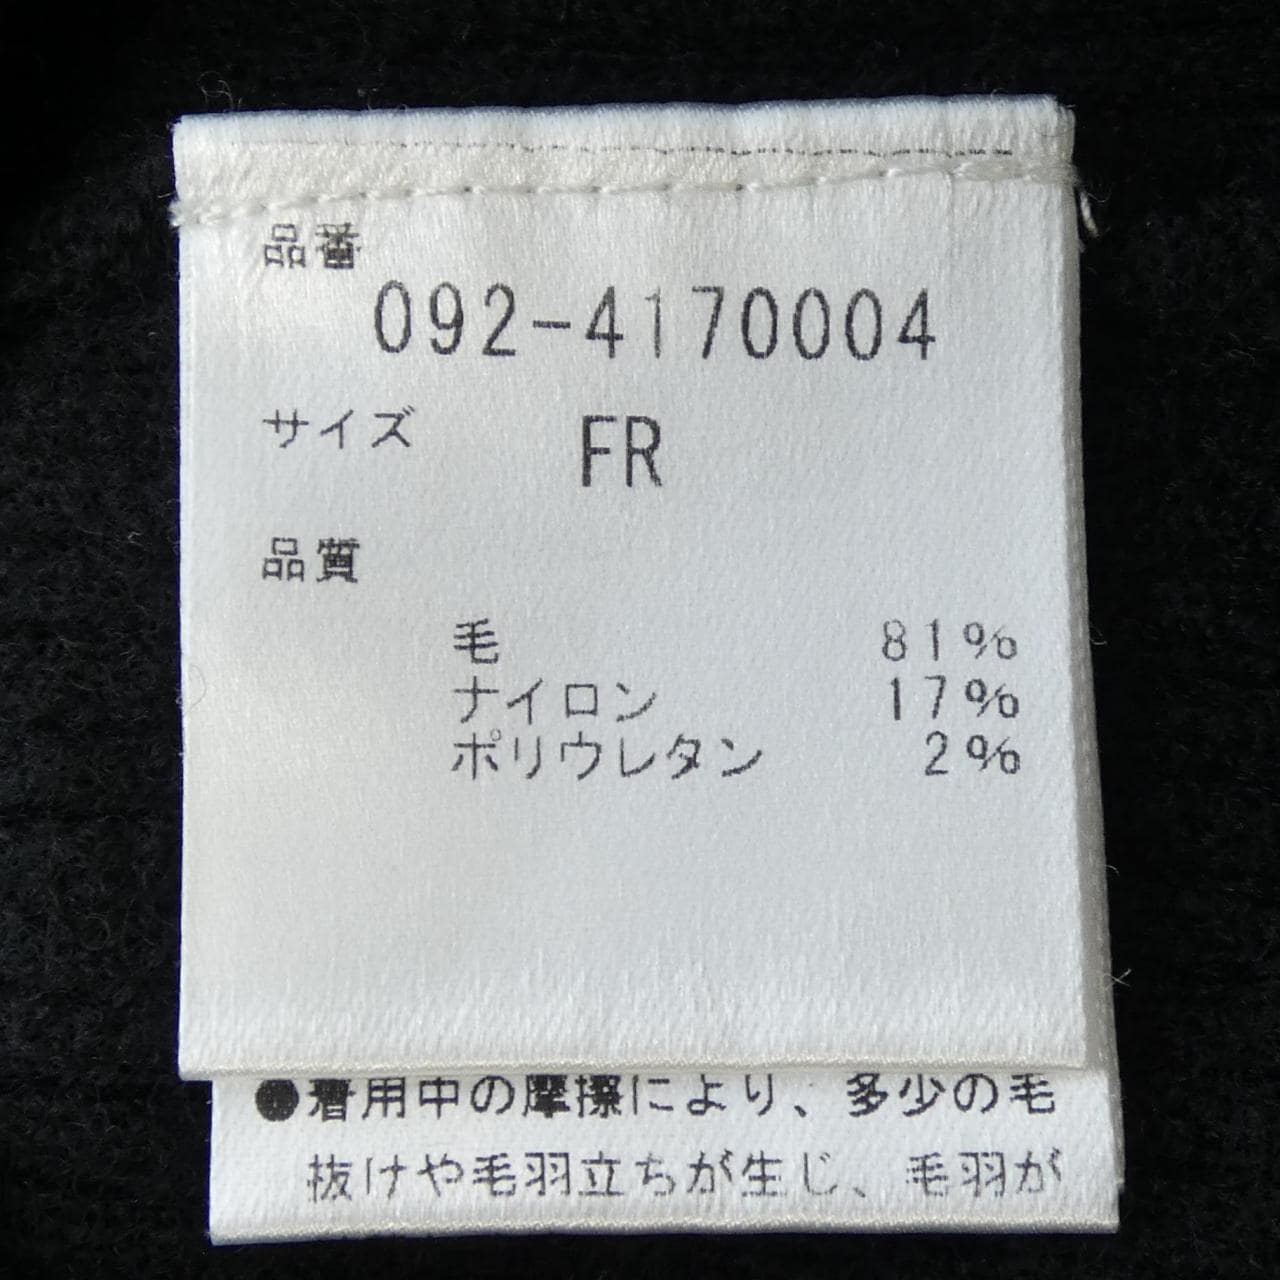 品番
092-4170004
サイズ FR
品質
毛 81%
ナイロン 17%
ポリウレタン 2%
●着用中の摩擦により、多少の毛
抜けや毛羽立ちが生じ、毛羽が